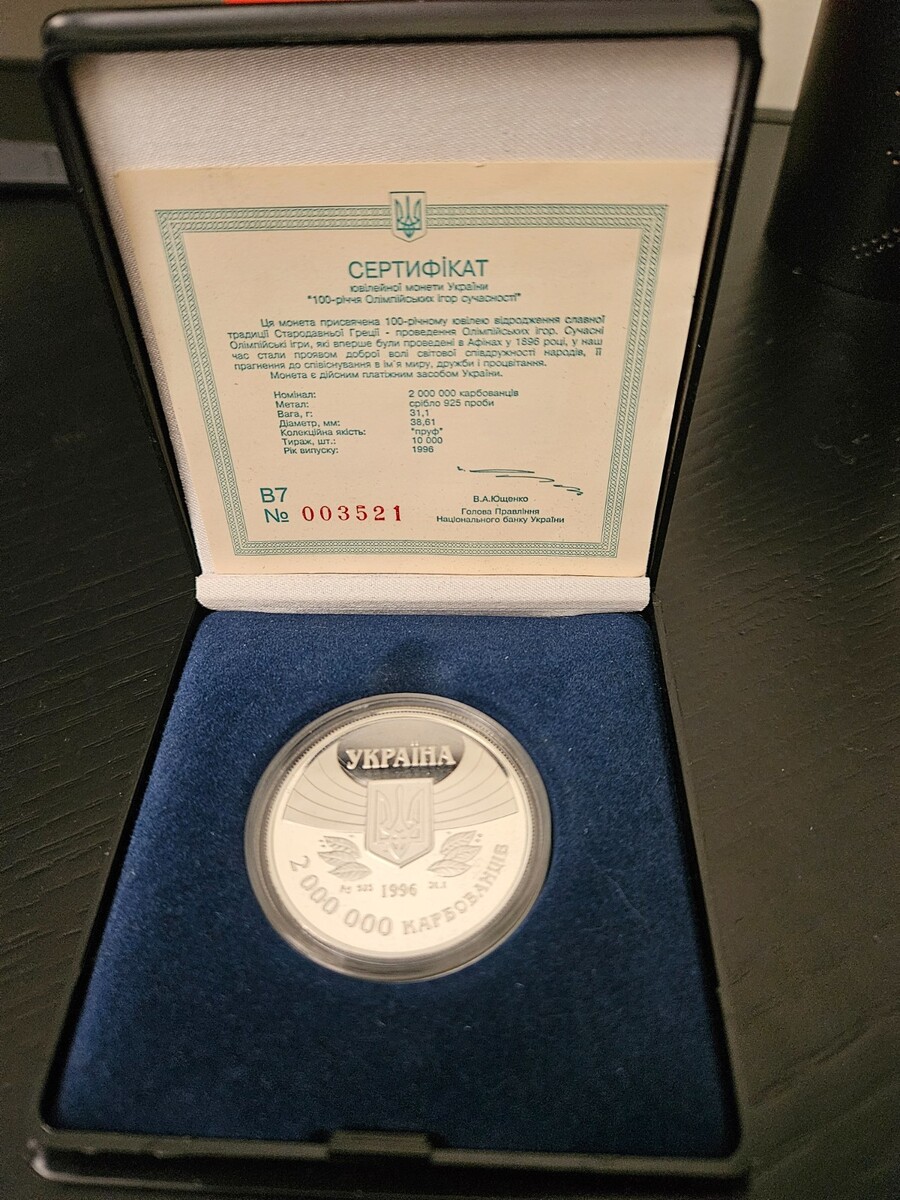 СЕРТИФІКАТ
ювілейної монети України
"100-річчя Олімпійських ігор сучасності"
Ця монета присвячена 100-річному ювілею відродження славної
традиції Стародавньої Греції - проведення Олімпійських ігор. Сучасні
Олімпійські ігри, які вперше були проведені в Афінах у 1896 році, у наш
час стали проявом доброї волі світової співдружності народів, її
прагнення до співіснування в ім'я миру, дружби і процвітання.
Монета є дійсним платіжним засобом України.
Номінал: 2 000 000 карбованців
Метал: срібло 925 проби
Вага, г: 31,1
Діаметр, мм: 38,61
Колекційна якість: "пруф"
Тираж, шт.: 10 000
Рік випуску: 1996
В7
№ 003521
В.А.Ющенко
Голова Правління
Національного банку України
УКРАЇНА
Ag 925 1996 31.1
2 000 000 КАРБОВАНЦІВ